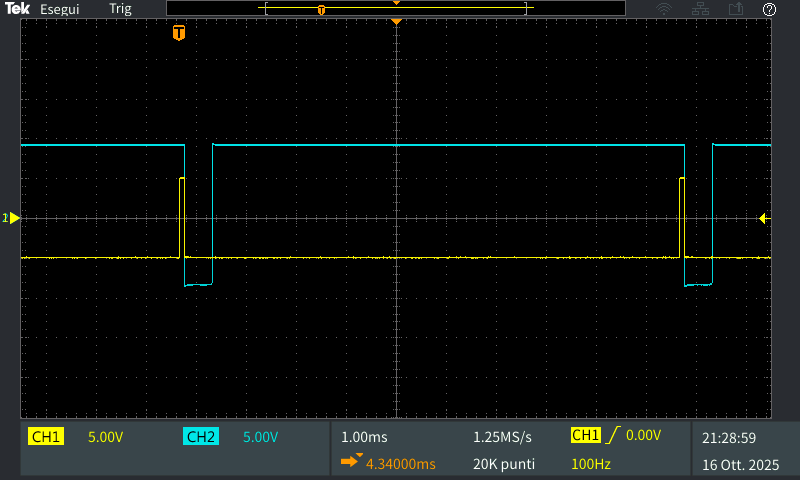 Tek Esegui Trig
T
?
T
1
CH1 5.00V CH2 5.00V 1.00ms 1.25MS/s CH1 0.00V 21:28:59
4.34000ms 20K punti 100Hz 16 Ott. 2025